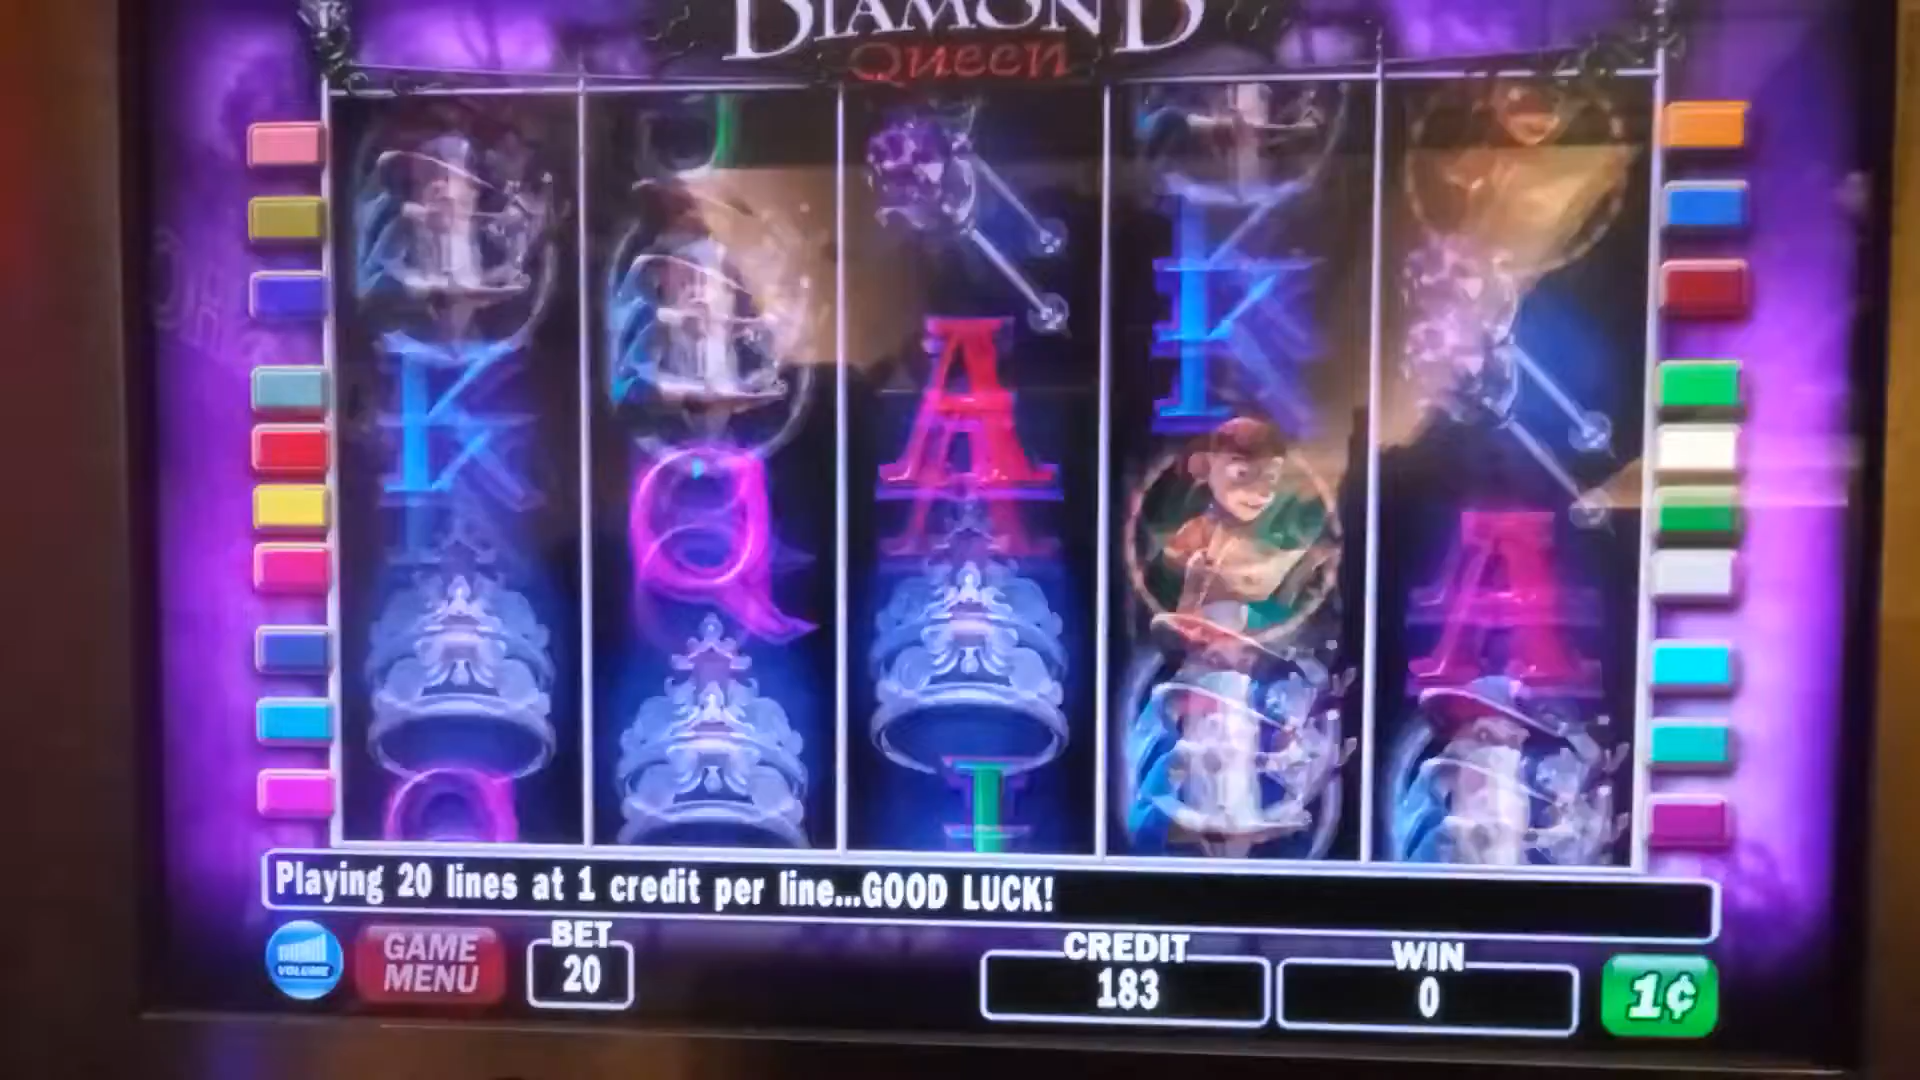 DIAMOND
Queen
K
K
Q
A
A
Playing 20 lines at 1 credit per line...GOOD LUCK!
VOLUME
GAME
MENU
BET
20
CREDIT
183
WIN
0
1¢